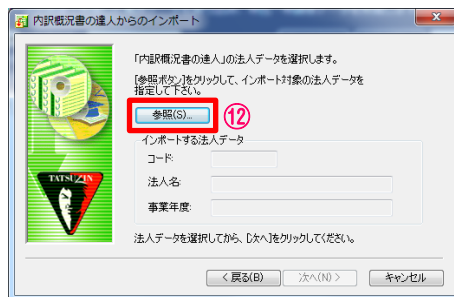 内訳概況書の達人からのインポート
「内訳概況書の達人」の法人データを選択します。
[参照ボタン]をクリックして、インポート対象の法人データを
指定して下さい。
参照(S)... ⑫
インポートする法人データ
コード:
法人名:
事業年度:
TATSUZIN
法人データを選択してから、[次へ]をクリックしてください。
< 戻る(B) 次へ(N) > キャンセル